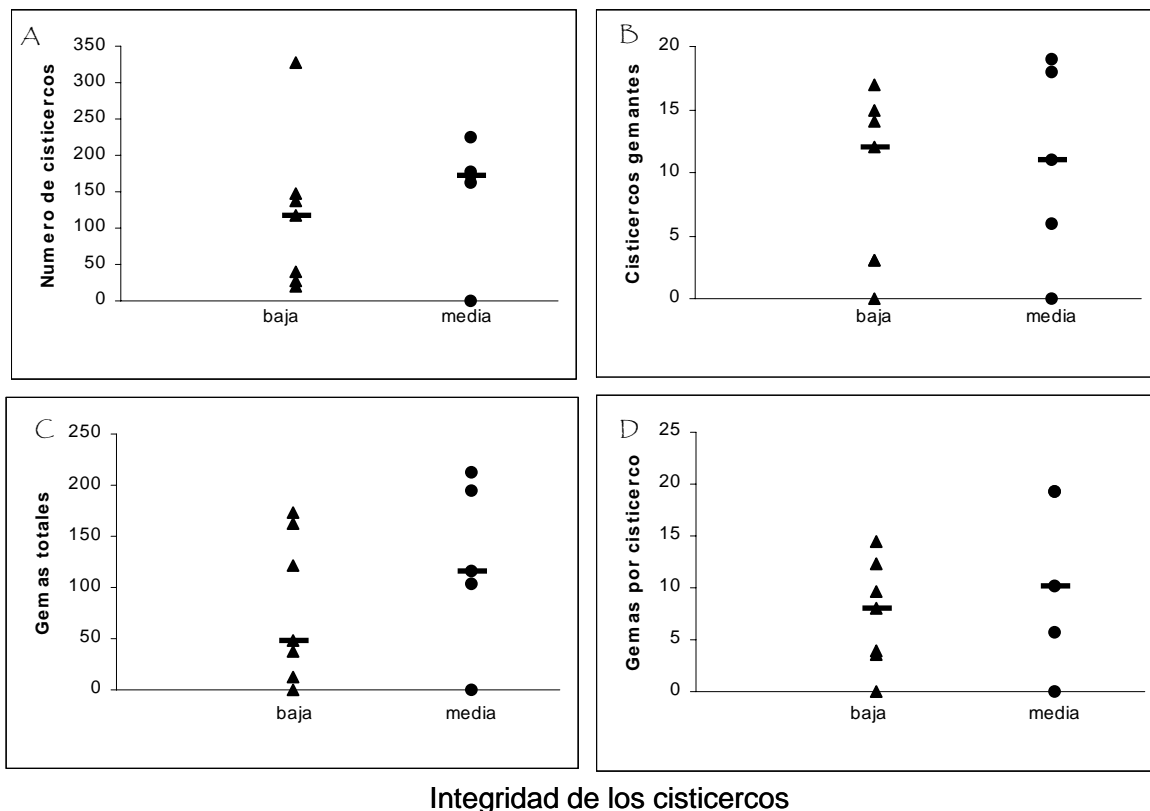 A
Numero de cisticercos
350
300
250
200
150
100
50
0
baja media
B
Cisticercos gemantes
20
15
10
5
0
baja media
C
Gemas totales
250
200
150
100
50
0
baja media
D
Gemas por cisticerco
25
20
15
10
5
0
baja media
Integridad de los cisticercos